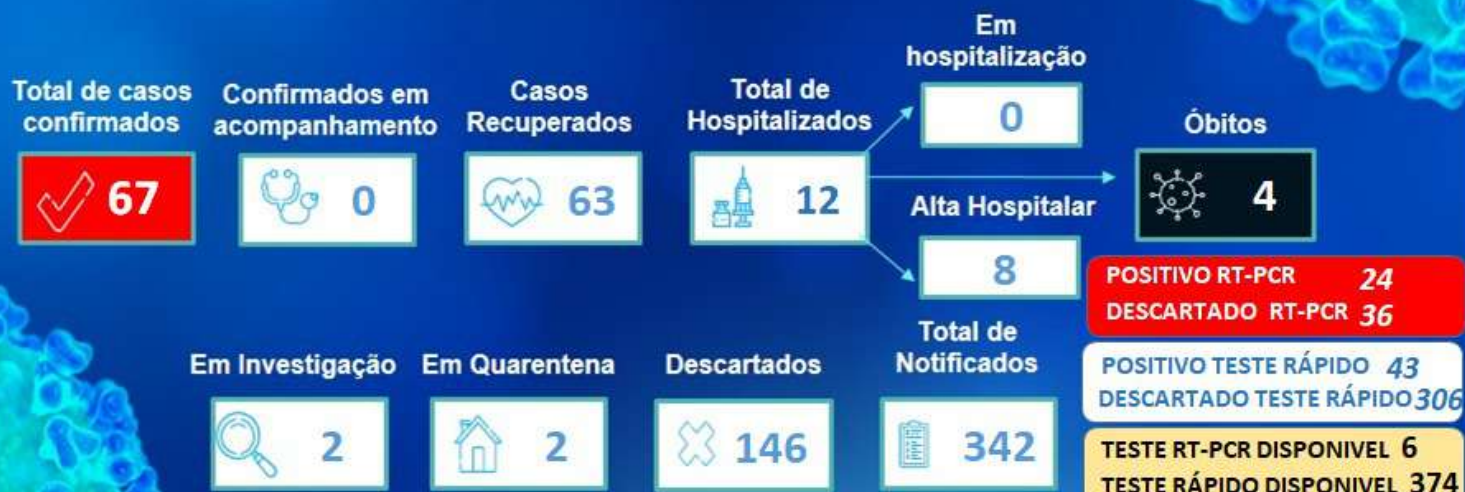 Total de casos
confirmados
67
Confirmados em
acompanhamento
0
Casos
Recuperados
63
Total de
Hospitalizados
12
Em
hospitalização
0
Alta Hospitalar
8
Óbitos
4
POSITIVO RT-PCR 24
DESCARTADO RT-PCR 36
POSITIVO TESTE RÁPIDO 43
DESCARTADO TESTE RÁPIDO 306
TESTE RT-PCR DISPONIVEL 6
TESTE RÁPIDO DISPONIVEL 374
Em Investigação
2
Em Quarentena
2
Descartados
146
Total de
Notificados
342